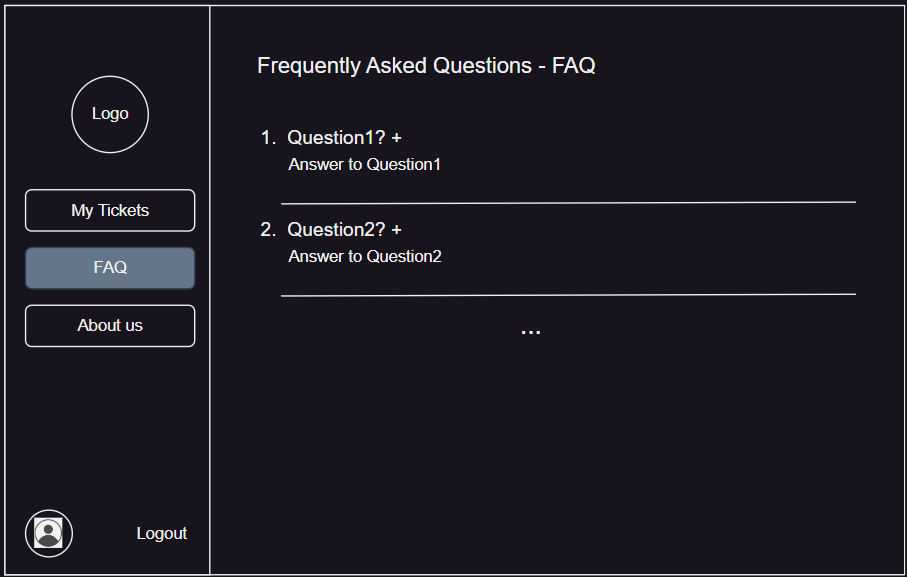 Logo
My Tickets
FAQ
About us
Logout
Frequently Asked Questions - FAQ
1. Question1? +
Answer to Question1
2. Question2? +
Answer to Question2
...